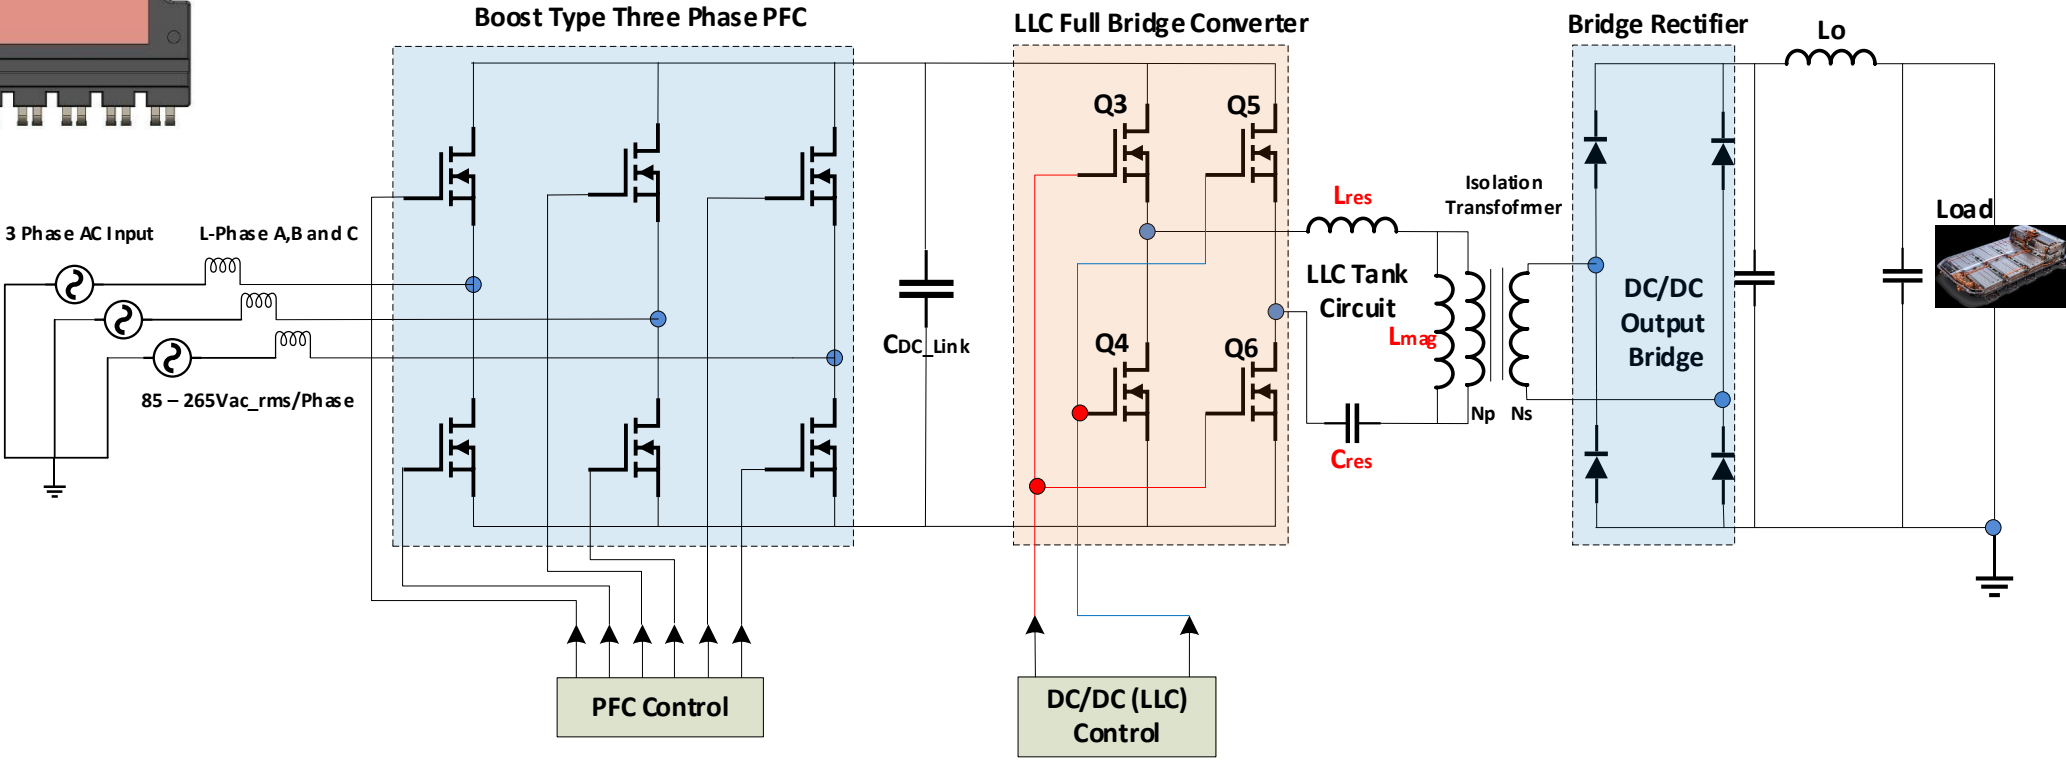 Boost Type Three Phase PFC
LLC Full Bridge Converter
Bridge Rectifier
Lo
Q3
Q5
Isolation
Transfofrmer
Lres
Load
3 Phase AC Input
L-Phase A,B and C
LLC Tank
Circuit
Lmag
DC/DC
Output
Bridge
CDC_Link
Q4
Q6
85 – 265Vac_rms/Phase
Np
Ns
Cres
PFC Control
DC/DC (LLC)
Control